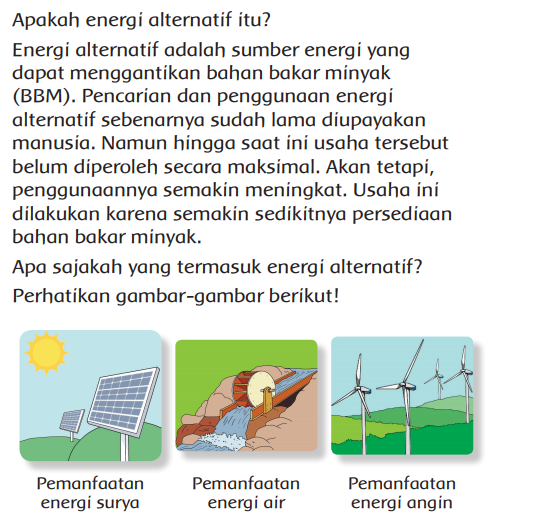 Apakah energi alternatif itu?
Energi alternatif adalah sumber energi yang
dapat menggantikan bahan bakar minyak
(BBM). Pencarian dan penggunaan energi
alternatif sebenarnya sudah lama diupayakan
manusia. Namun hingga saat ini usaha tersebut
belum diperoleh secara maksimal. Akan tetapi,
penggunaannya semakin meningkat. Usaha ini
dilakukan karena semakin sedikitnya persediaan
bahan bakar minyak.
Apa sajakah yang termasuk energi alternatif?
Perhatikan gambar-gambar berikut!
Pemanfaatan
energi surya
Pemanfaatan
energi air
Pemanfaatan
energi angin